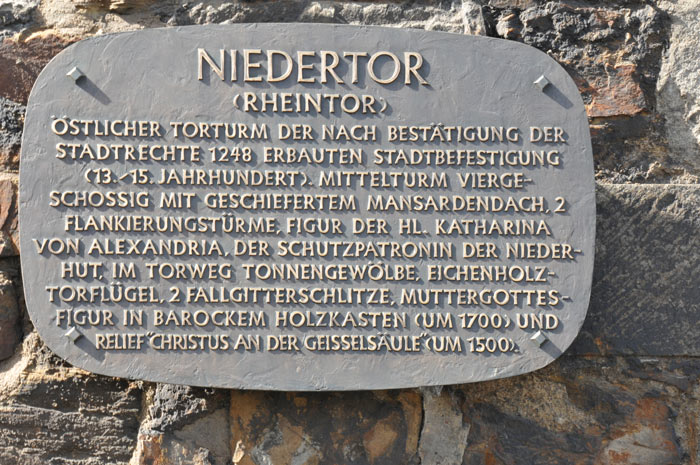 NIEDERTOR
(RHEINTOR)
ÖSTLICHER TORTURM DER NACH BESTÄTIGUNG DER
STADTRECHTE 1248 ERBAUTEN STADTBEFESTIGUNG
(13.-15. JAHRHUNDERT). MITTELTURM VIERGE-
SCHOSSIG MIT GESCHIEFERTEM MANSARDENDACH, 2
FLANKIERUNGSTÜRME, FIGUR DER HL. KATHARINA
VON ALEXANDRIA, DER SCHUTZPATRONIN DER NIEDER-
HUT, IM TORWEG TONNENGEWÖLBE, EICHENHOLZ-
TORFLÜGEL, 2 FALLGITTERSCHLITZE, MUTTERGOTTES-
FIGUR IN BAROCKEM HOLZKASTEN (UM 1700) UND
RELIEF "CHRISTUS AN DER GEISSELSÄULE" (UM 1500).